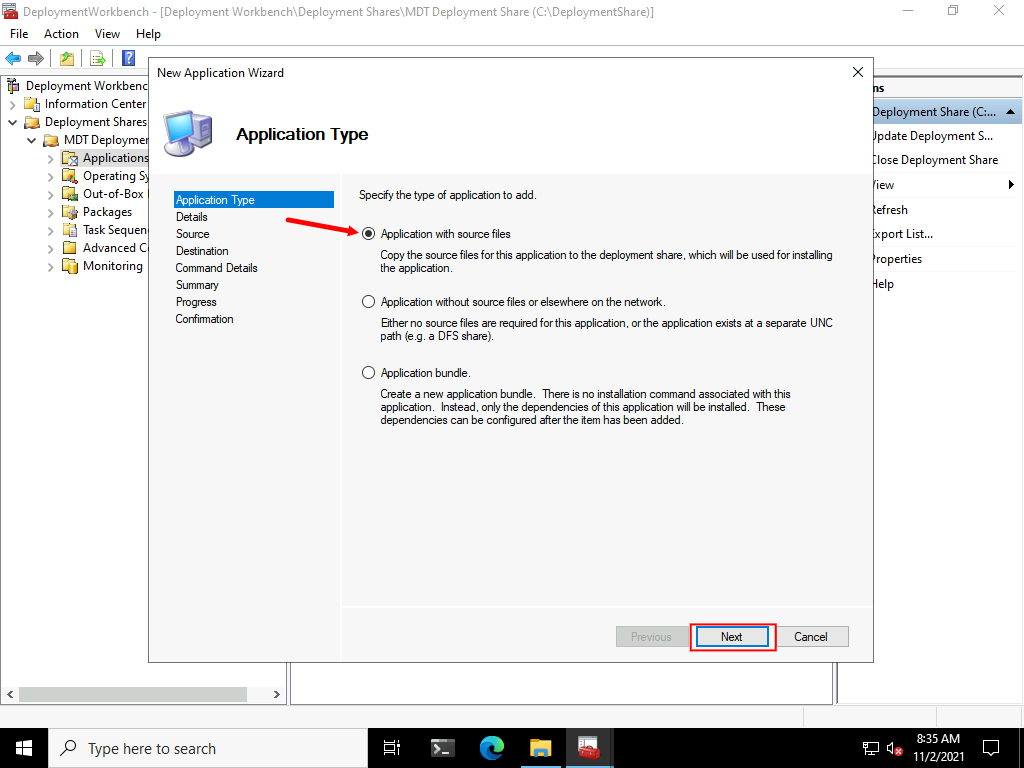 DeploymentWorkbench - [Deployment Workbench\Deployment Shares\MDT Deployment Share (C:\DeploymentShare)]
File Action View Help
Deployment Workbenc
Information Center
Deployment Shares
MDT Deploymer
Applications
Operating Sy
Out-of-Box
Packages
Task Sequen
Advanced Co
Monitoring
New Application Wizard
Application Type
Application Type
Details
Source
Destination
Command Details
Summary
Progress
Confirmation
Specify the type of application to add.
Application with source files
Copy the source files for this application to the deployment share, which will be used for installing
the application.
Application without source files or elsewhere on the network.
Either no source files are required for this application, or the application exists at a separate UNC
path (e.g. a DFS share).
Application bundle.
Create a new application bundle. There is no installation command associated with this
application. Instead, only the dependencies of this application will be installed. These
dependencies can be configured after the item has been added.
Previous Next Cancel
ns
Deployment Share (C:...
Update Deployment S...
Close Deployment Share
View
Refresh
Export List...
Properties
Help
Type here to search
8:35 AM
11/2/2021